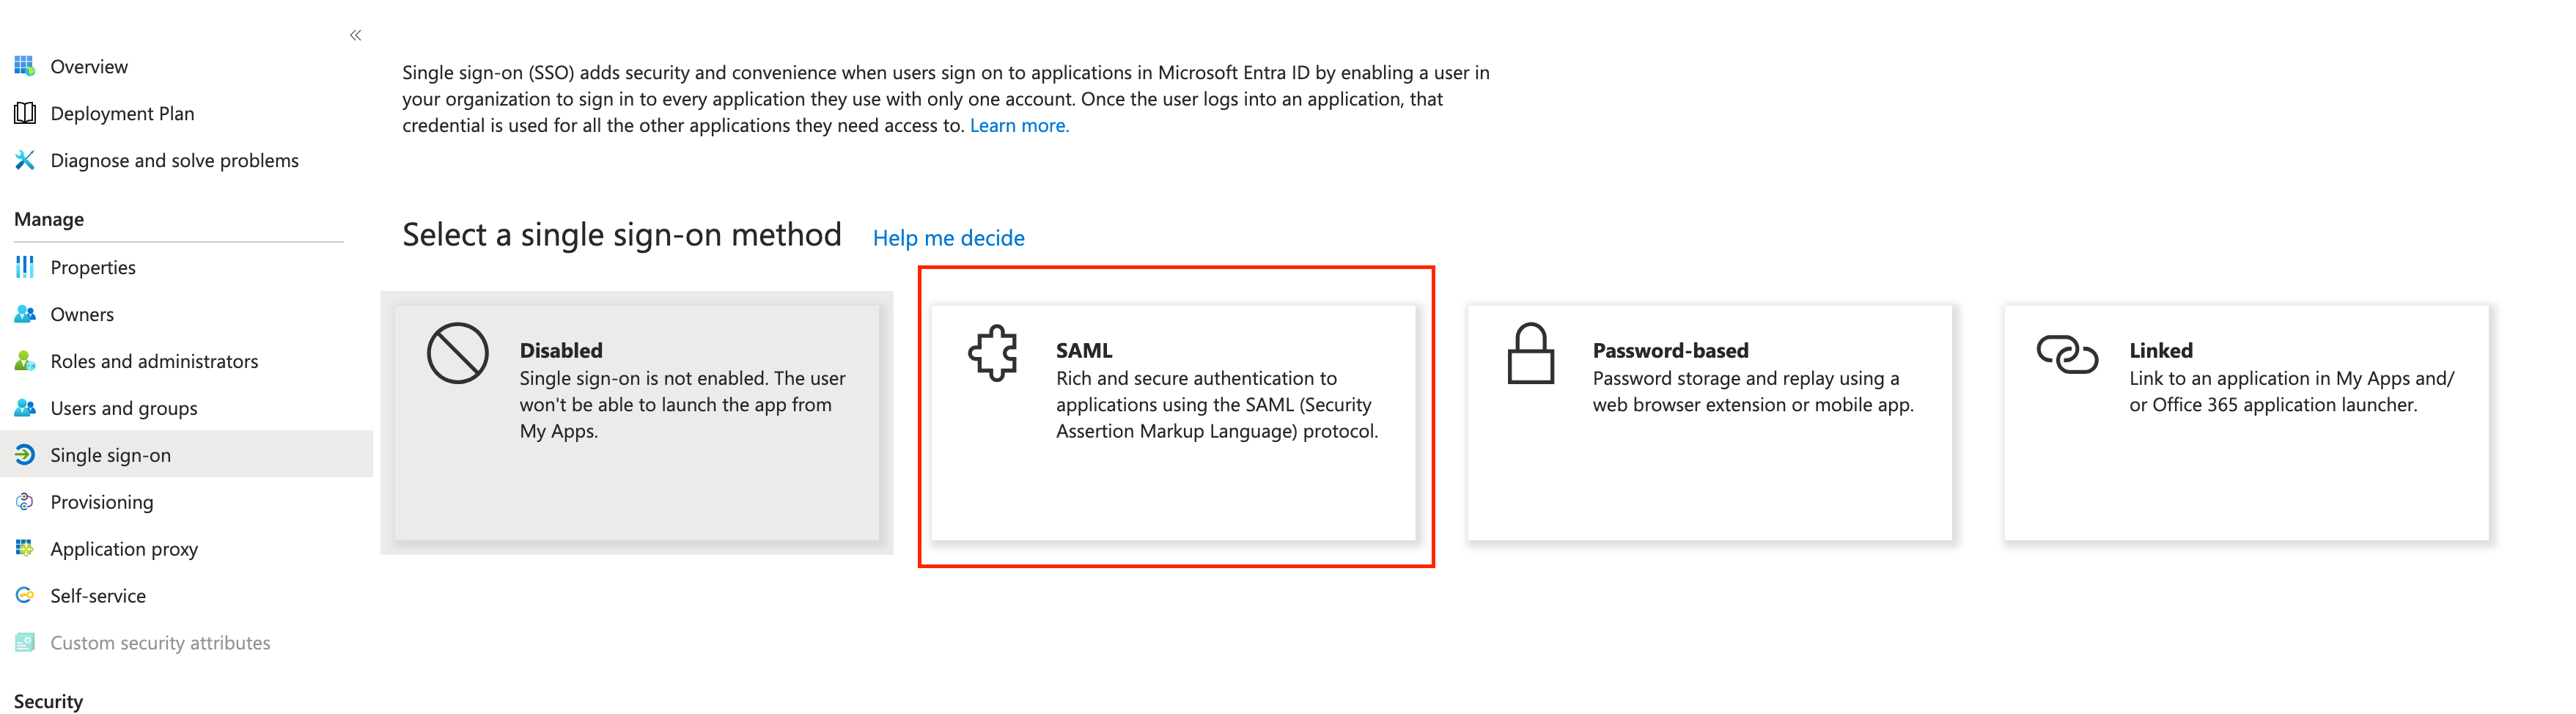 «
Overview
Deployment Plan
Diagnose and solve problems
Manage
Properties
Owners
Roles and administrators
Users and groups
Single sign-on
Provisioning
Application proxy
Self-service
Custom security attributes
Security
Single sign-on (SSO) adds security and convenience when users sign on to applications in Microsoft Entra ID by enabling a user in
your organization to sign in to every application they use with only one account. Once the user logs into an application, that
credential is used for all the other applications they need access to. Learn more.
Select a single sign-on method Help me decide
Disabled
Single sign-on is not enabled. The user
won't be able to launch the app from
My Apps.
SAML
Rich and secure authentication to
applications using the SAML (Security
Assertion Markup Language) protocol.
Password-based
Password storage and replay using a
web browser extension or mobile app.
Linked
Link to an application in My Apps and/
or Office 365 application launcher.